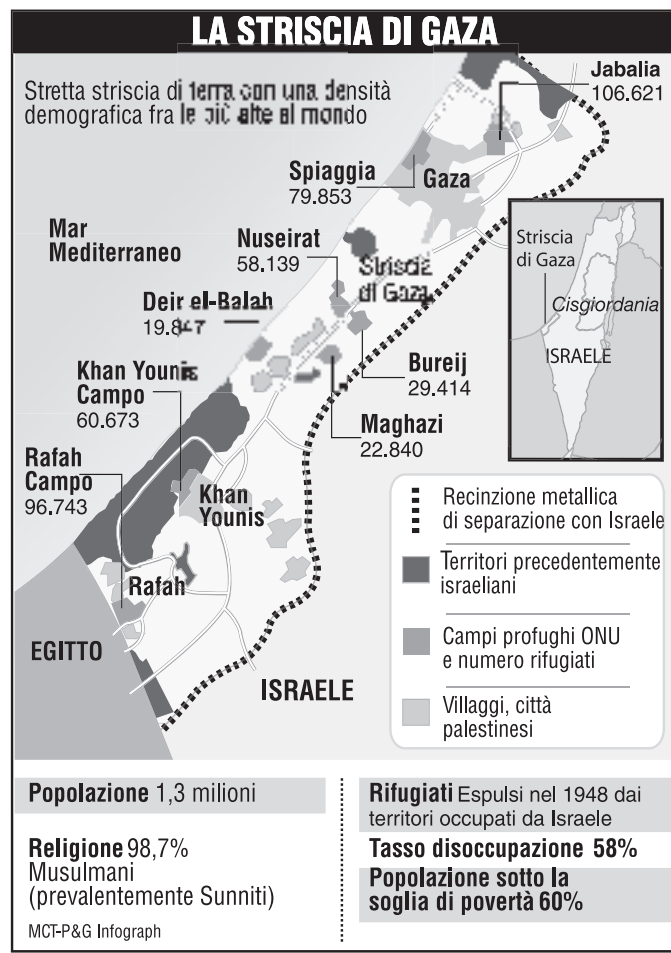 LA STRISCIA DI GAZA
Stretta striscia di terra con una densità
demografica fra le più alte al mondo
Jabalia
106.621
Spiaggia
79.853
Gaza
Mar
Mediterraneo
Nuseirat
58.139
Striscia
di Gaza
Deir el-Balah
19.847
Bureij
29.414
Khan Younis
Campo
60.673
Maghazi
22.840
Rafah
Campo
96.743
Khan
Younis
Rafah
EGITTO
ISRAELE
Striscia
di Gaza
Cisgiordania
ISRAELE
Recinzione metallica
di separazione con Israele
Territori precedentemente
israeliani
Campi profughi ONU
e numero rifugiati
Villaggi, città
palestinesi
Popolazione 1,3 milioni
Religione 98,7%
Musulmani
(prevalentemente Sunniti)
MCT-P&G Infograph
Rifugiati Espulsi nel 1948 dai
territori occupati da Israele
Tasso disoccupazione 58%
Popolazione sotto la
soglia di povertà 60%